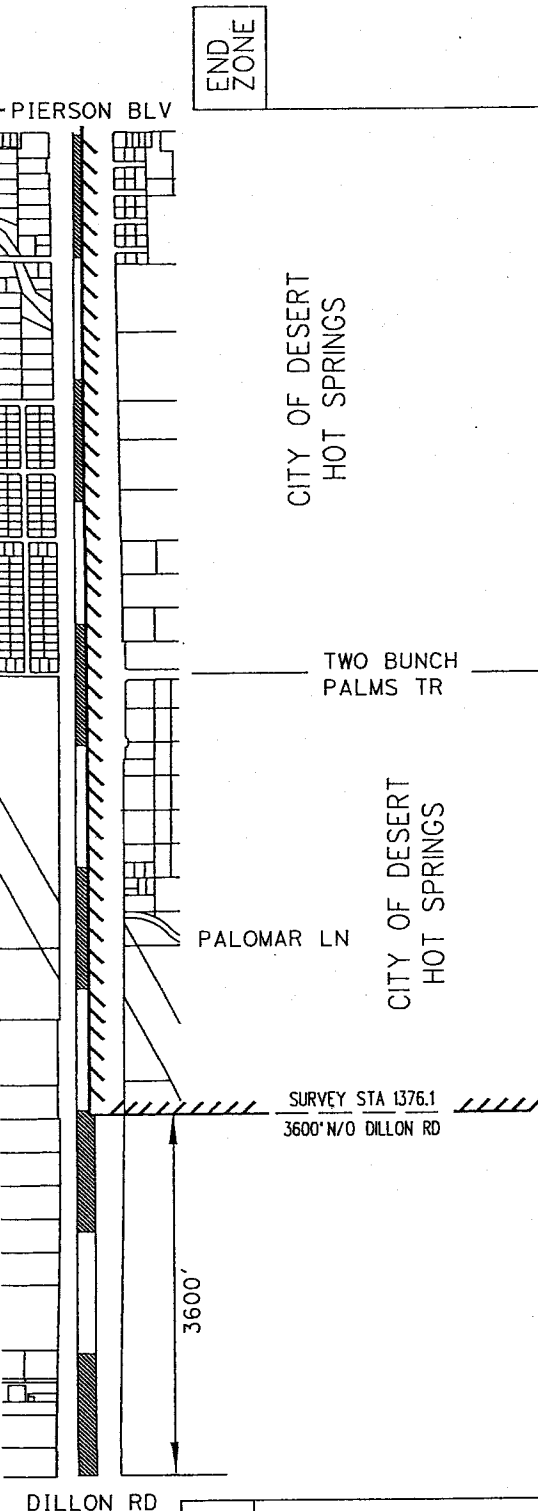 END
ZONE
PIERSON BLV
CITY OF DESERT
HOT SPRINGS
TWO BUNCH
PALMS TR
CITY OF DESERT
HOT SPRINGS
PALOMAR LN
SURVEY STA 1376.1
3600' N/O DILLON RD
3600'
DILLON RD